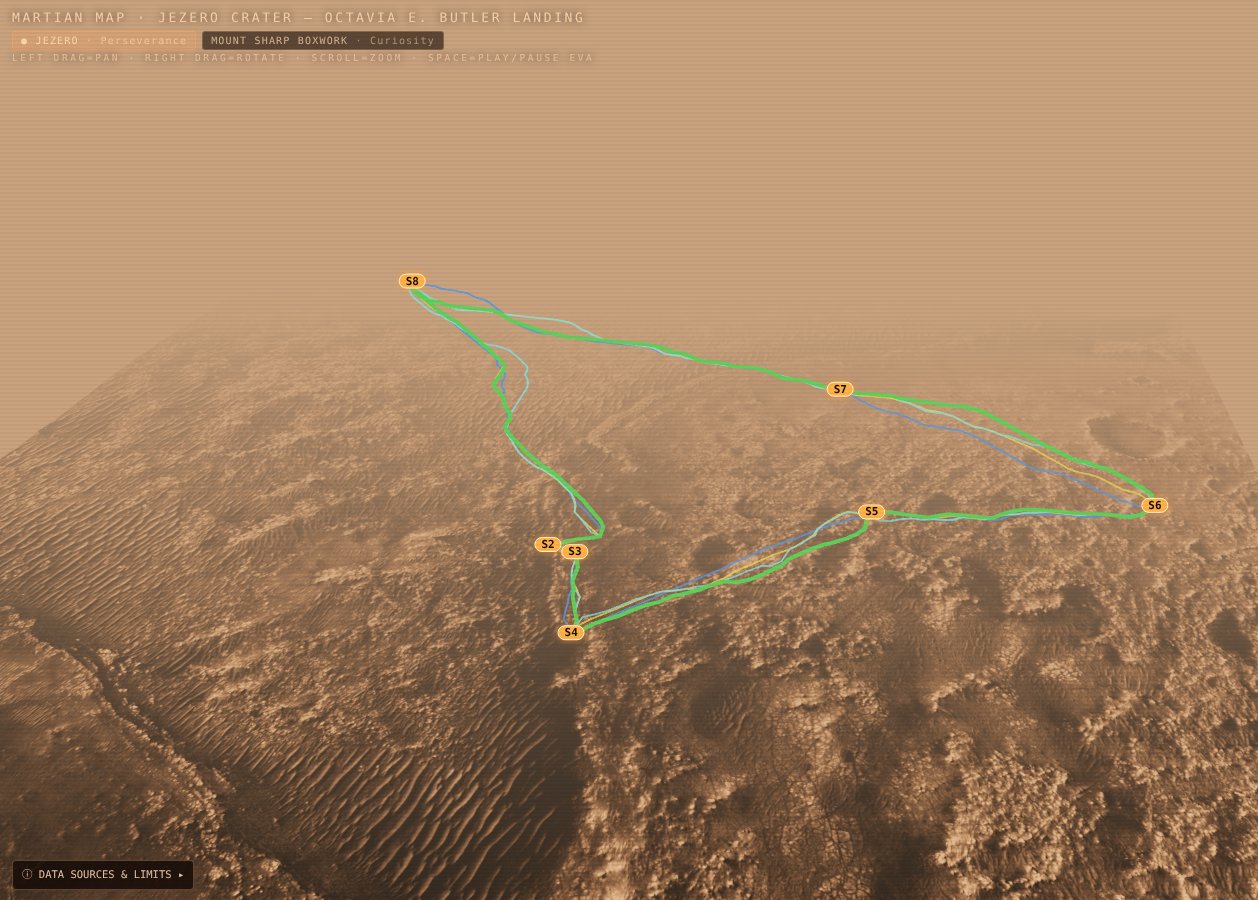 MARTIAN MAP · JEZERO CRATER — OCTAVIA E. BUTLER LANDING
● JEZERO · Perseverance MOUNT SHARP BOXWORK · Curiosity
LEFT DRAG=PAN · RIGHT DRAG=ROTATE · SCROLL=ZOOM · SPACE=PLAY/PAUSE EVA
S8
S7
S6
S5
S2
S3
S4
ⓘ DATA SOURCES & LIMITS ▸